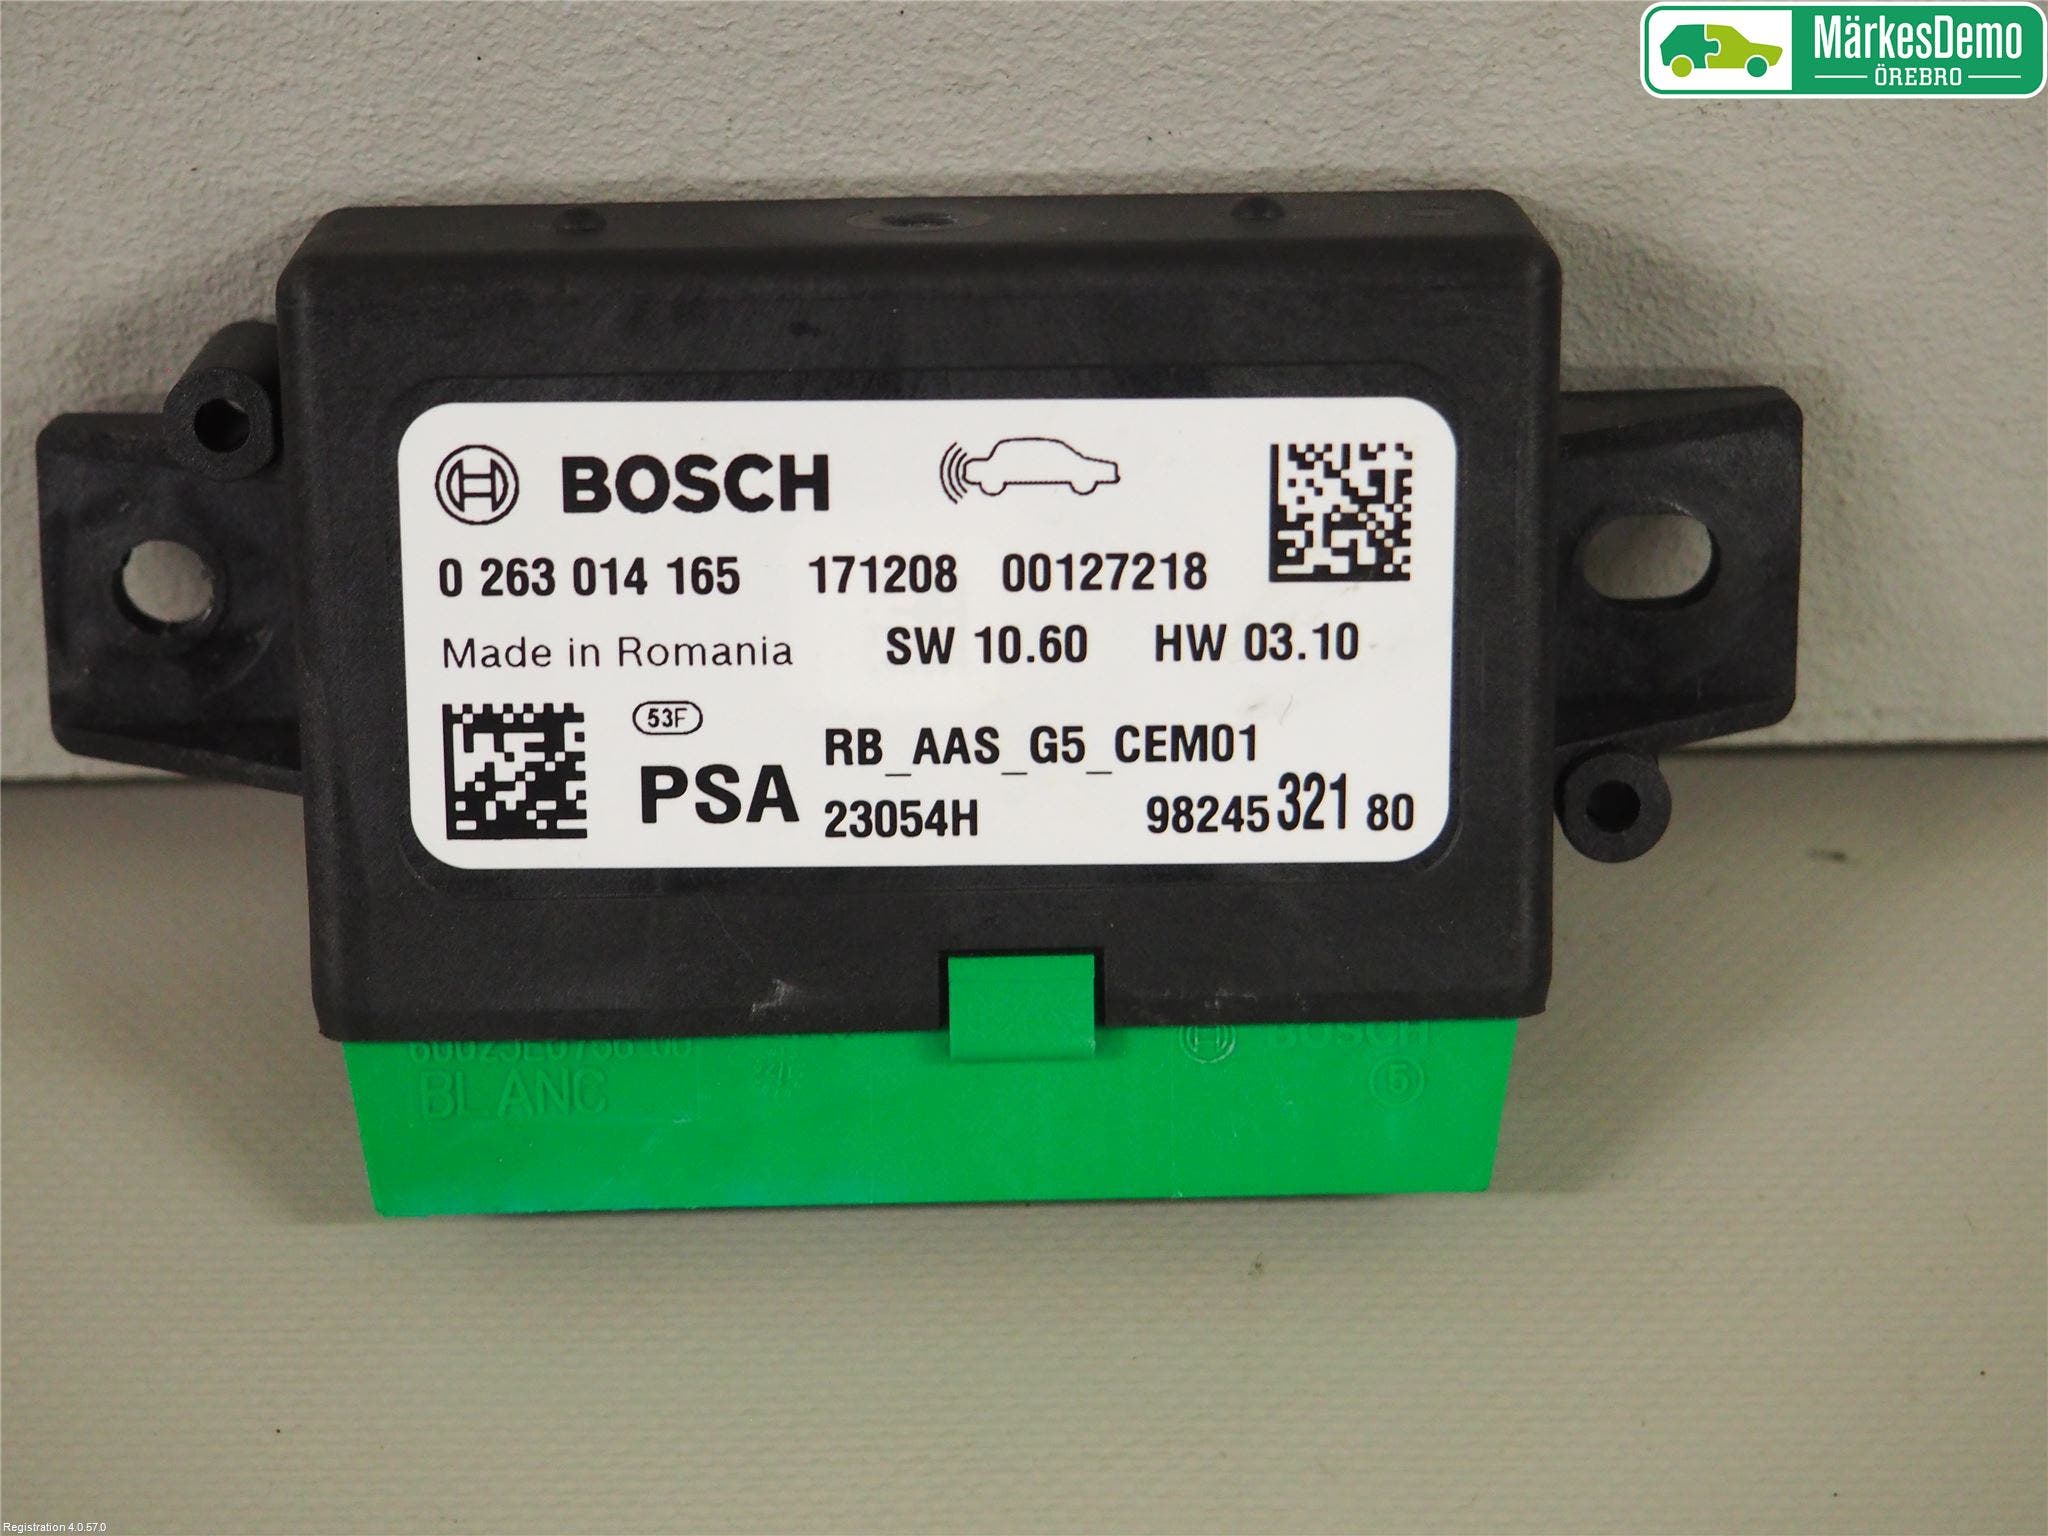 MärkesDemo
ÖREBRO
BOSCH
0 263 014 165 171208 00127218
Made in Romania SW 10.60 HW 03.10
53F
PSA RB_AAS_G5_CEM01
23054H 98245 321 80
BOSCH
BLANC
5
Registration 4.0.57.0